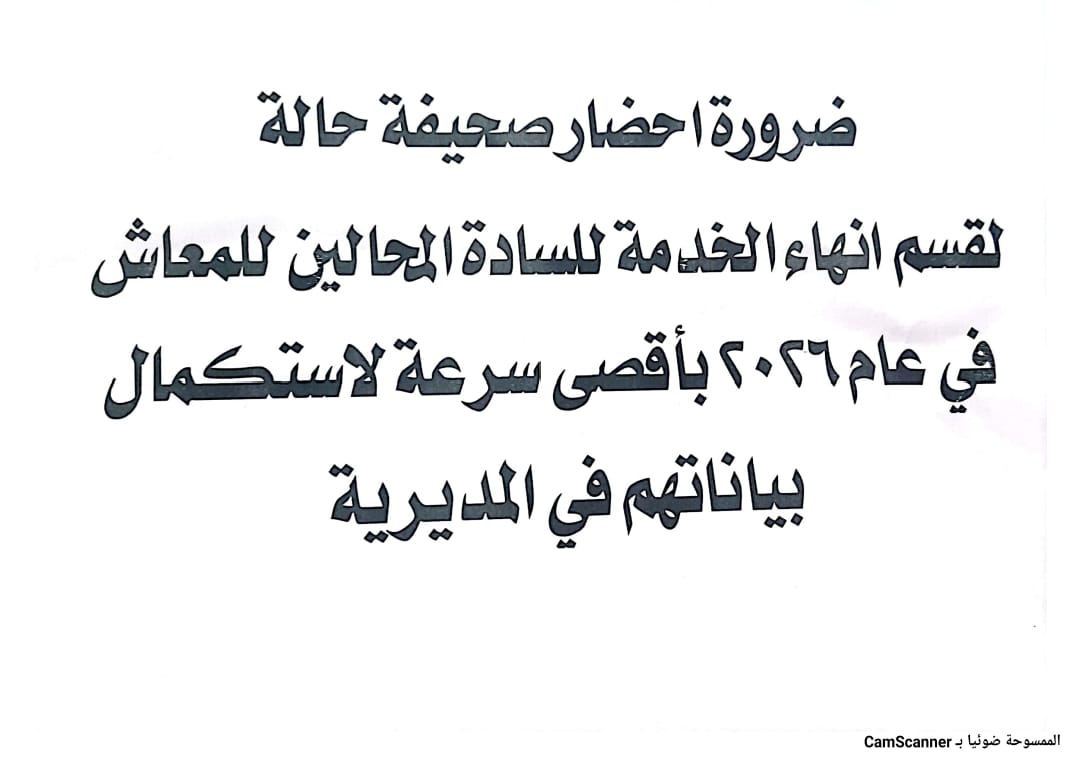 ضرورة احضار صحيفة حالة
لقسم انهاء الخدمة للسادة المحالين للمعاش
في عام ٢٠٢٦ بأقصى سرعة لاستكمال
بياناتهم في المديرية
الممسوحة ضوئيا بـ CamScanner